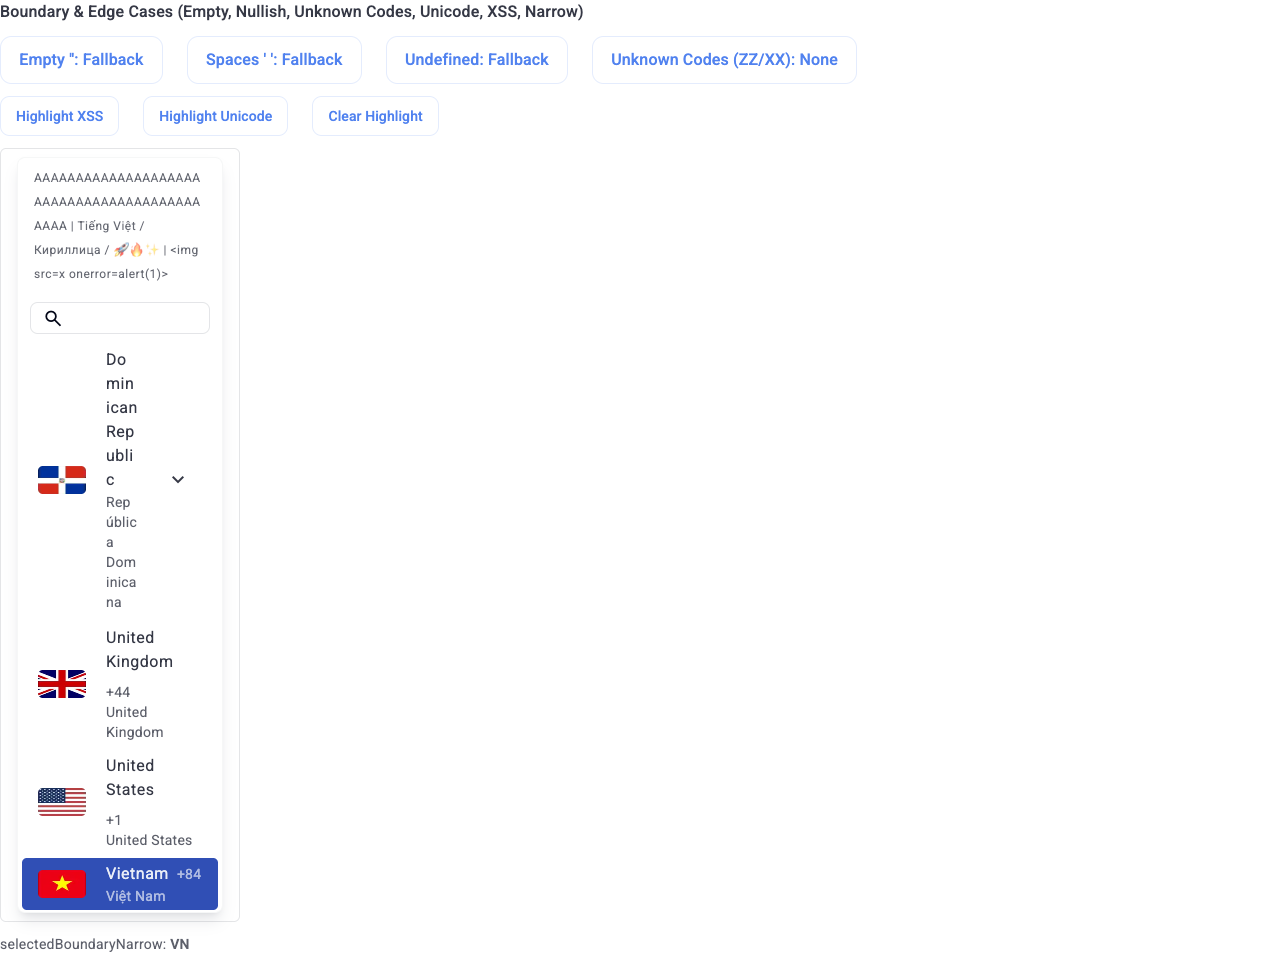 Boundary & Edge Cases (Empty, Nullish, Unknown Codes, Unicode, XSS, Narrow)
Empty '': Fallback
Spaces ' ': Fallback
Undefined: Fallback
Unknown Codes (ZZ/XX): None
Highlight XSS
Highlight Unicode
Clear Highlight
AAAAAAAAAAAAAAAAAAAA
AAAAAAAAAAAAAAAAAAAA
AAAA | Tiếng Việt /
Кириллица / 🚀🔥✨ | <img
src=x onerror=alert(1)>
Do
min
ican
Rep
ubli
c
Rep
úblic
a
Dom
inica
na
United
Kingdom
+44
United
Kingdom
United
States
+1
United States
Vietnam +84
Việt Nam
selectedBoundaryNarrow: VN